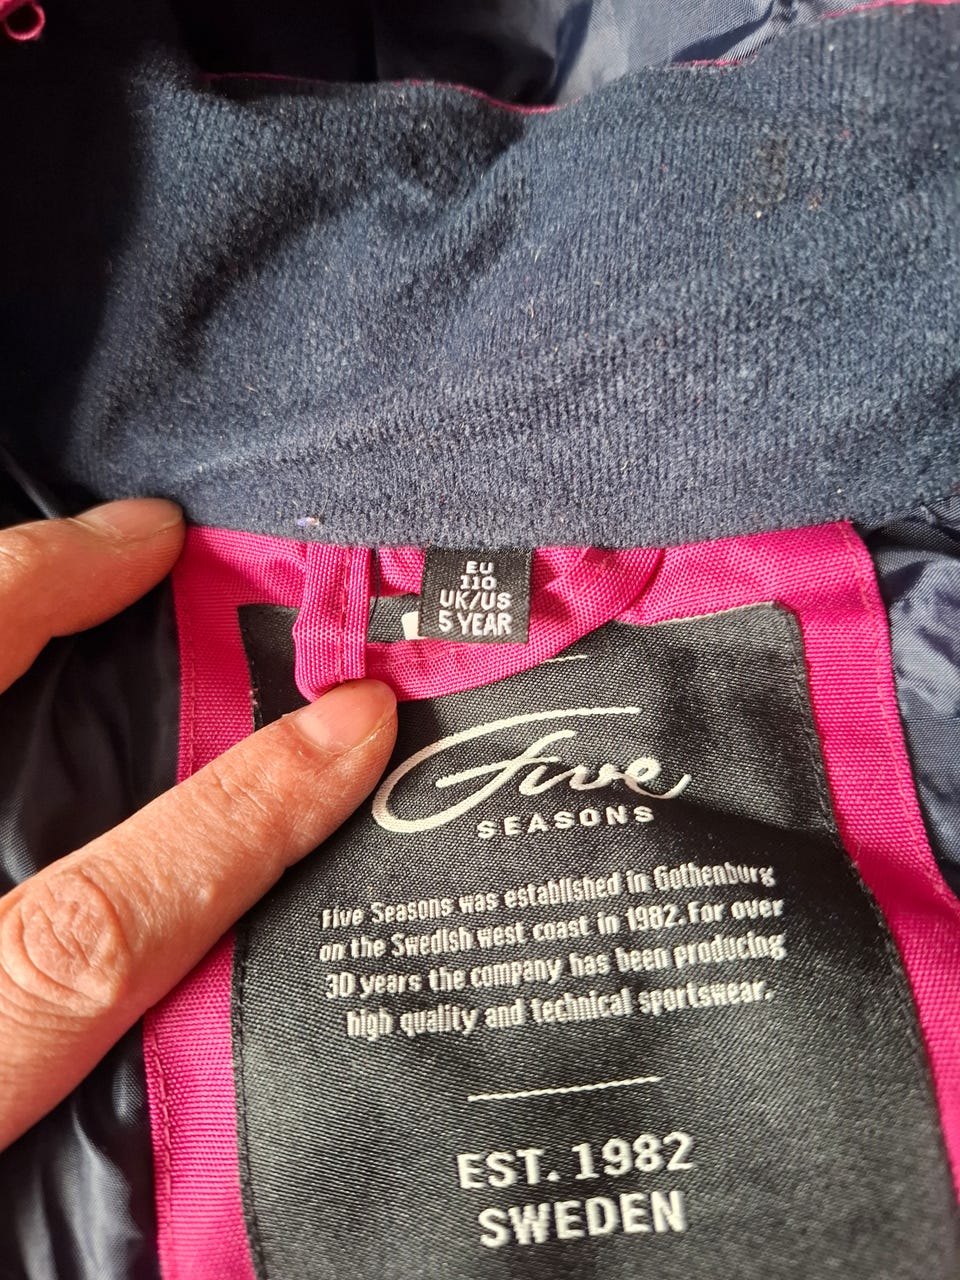 EU
110
UK/US
5 YEAR
Five
SEASONS
Five Seasons was established in Gothenburg
on the Swedish west coast in 1982. For over
30 years the company has been producing
high quality and technical sportswear.
EST. 1982
SWEDEN